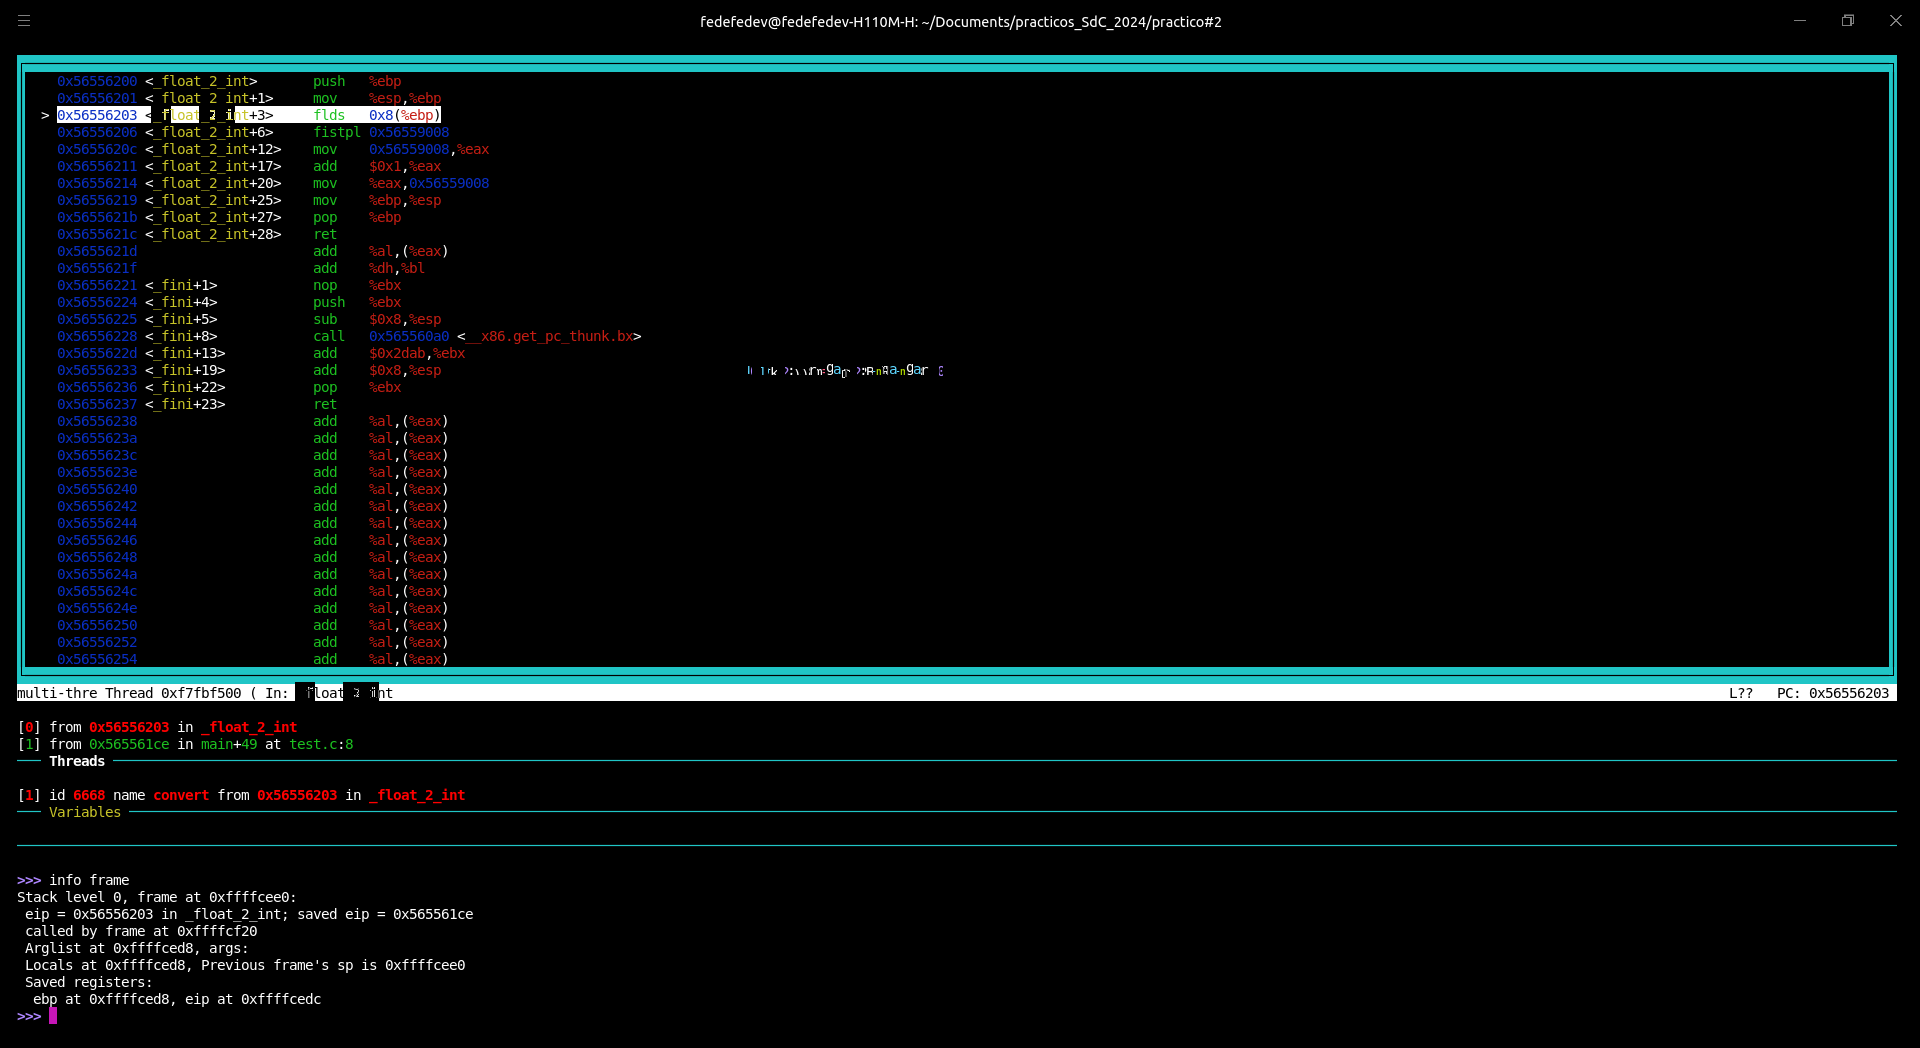 fedefedev@fedefedev-H110M-H: ~/Documents/practicos_SdC_2024/practico#2
0x56556200 <_float_2_int> push %ebp
0x56556201 <_float_2_int+1> mov %esp,%ebp
> 0x56556203 <_float_2_int+3> flds 0x8(%ebp)
0x56556206 <_float_2_int+6> fistpl 0x56559008
0x5655620c <_float_2_int+12> mov 0x56559008,%eax
0x56556211 <_float_2_int+17> add $0x1,%eax
0x56556214 <_float_2_int+20> mov %eax,0x56559008
0x56556219 <_float_2_int+25> mov %ebp,%esp
0x5655621b <_float_2_int+27> pop %ebp
0x5655621c <_float_2_int+28> ret
0x5655621d add %al,(%eax)
0x5655621f add %dh,%bl
0x56556221 <_fini+1> nop %ebx
0x56556224 <_fini+4> push %ebx
0x56556225 <_fini+5> sub $0x8,%esp
0x56556228 <_fini+8> call 0x565560a0 <__x86.get_pc_thunk.bx>
0x5655622d <_fini+13> add $0x2dab,%ebx
0x56556233 <_fini+19> add $0x8,%esp
0x56556236 <_fini+22> pop %ebx
0x56556237 <_fini+23> ret
0x56556238 add %al,(%eax)
0x5655623a add %al,(%eax)
0x5655623c add %al,(%eax)
0x5655623e add %al,(%eax)
0x56556240 add %al,(%eax)
0x56556242 add %al,(%eax)
0x56556244 add %al,(%eax)
0x56556246 add %al,(%eax)
0x56556248 add %al,(%eax)
0x5655624a add %al,(%eax)
0x5655624c add %al,(%eax)
0x5655624e add %al,(%eax)
0x56556250 add %al,(%eax)
0x56556252 add %al,(%eax)
0x56556254 add %al,(%eax)
multi-thre Thread 0xf7fbf500 ( In: _float_2_int L?? PC: 0x56556203
[0] from 0x56556203 in _float_2_int
[1] from 0x565561ce in main+49 at test.c:8
Threads
[1] id 6668 name convert from 0x56556203 in _float_2_int
Variables
>>> info frame
Stack level 0, frame at 0xffffcee0:
eip = 0x56556203 in _float_2_int; saved eip = 0x565561ce
called by frame at 0xffffcf20
Arglist at 0xffffced8, args:
Locals at 0xffffced8, Previous frame's sp is 0xffffcee0
Saved registers:
ebp at 0xffffced8, eip at 0xffffcedc
>>>